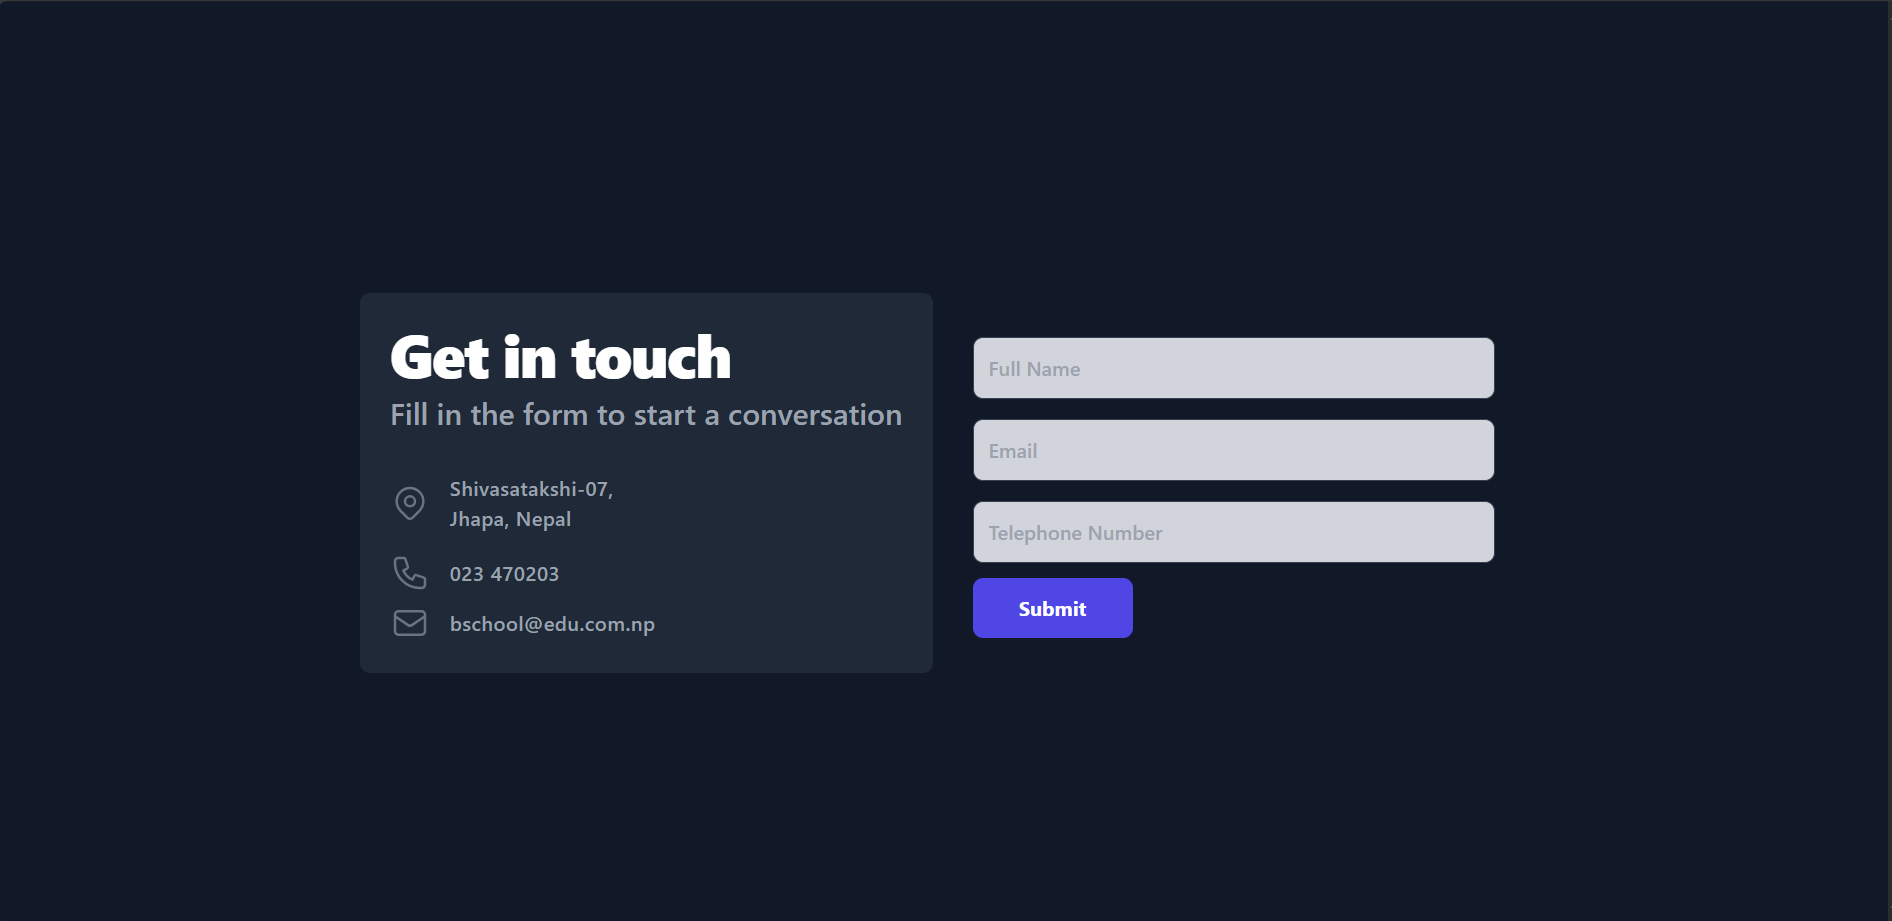 Get in touch
Fill in the form to start a conversation
Shivasatakshi-07,
Jhapa, Nepal
023 470203
bschool@edu.com.np
Full Name
Email
Telephone Number
Submit